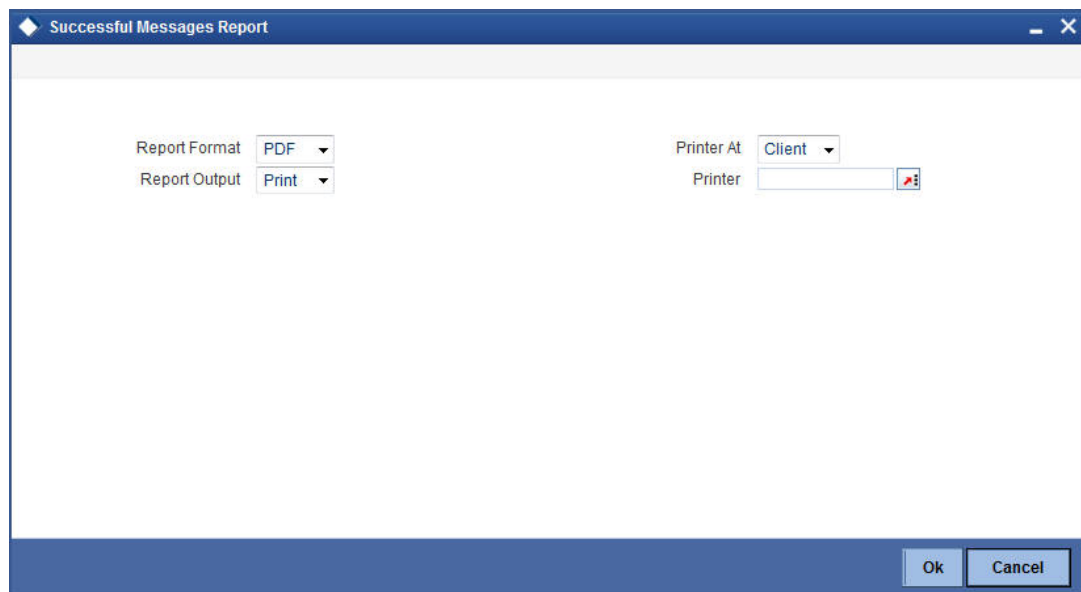 Successful Messages Report
Report Format PDF
Printer At Client
Report Output Print
Printer
Ok Cancel